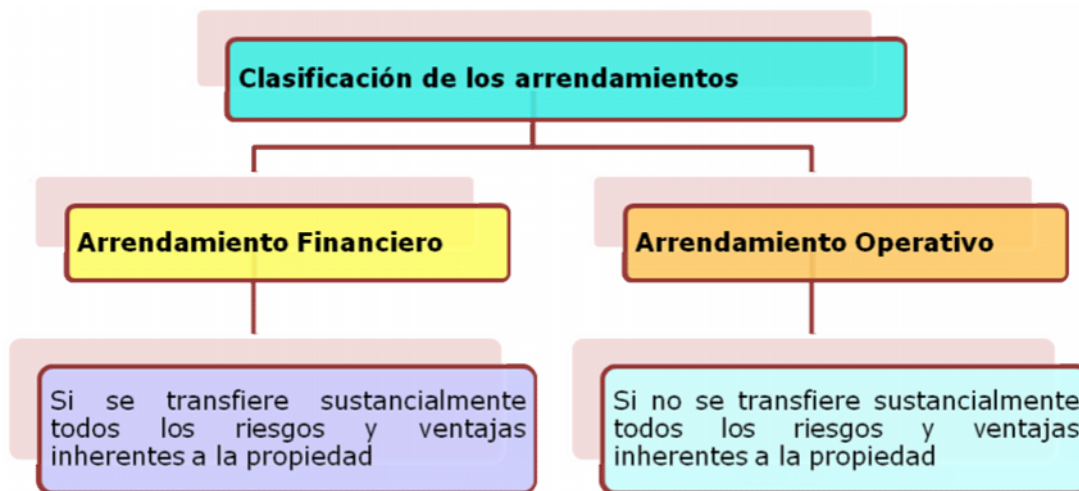 Clasificación de los arrendamientos
Arrendamiento Financiero
Arrendamiento Operativo
Si se transfiere sustancialmente
todos los riesgos y ventajas
inherentes a la propiedad
Si no se transfiere sustancialmente
todos los riesgos y ventajas
inherentes a la propiedad